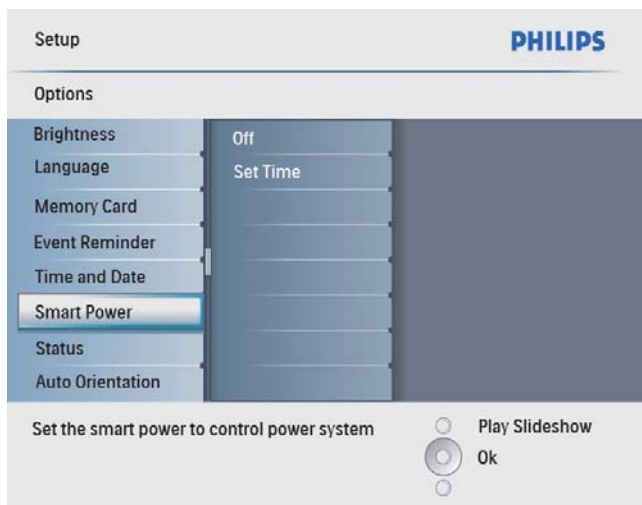 Setup
PHILIPS
Options
Brightness
Language
Memory Card
Event Reminder
Time and Date
Smart Power
Status
Auto Orientation
Off
Set Time
Set the smart power to control power system
Play Slideshow
Ok